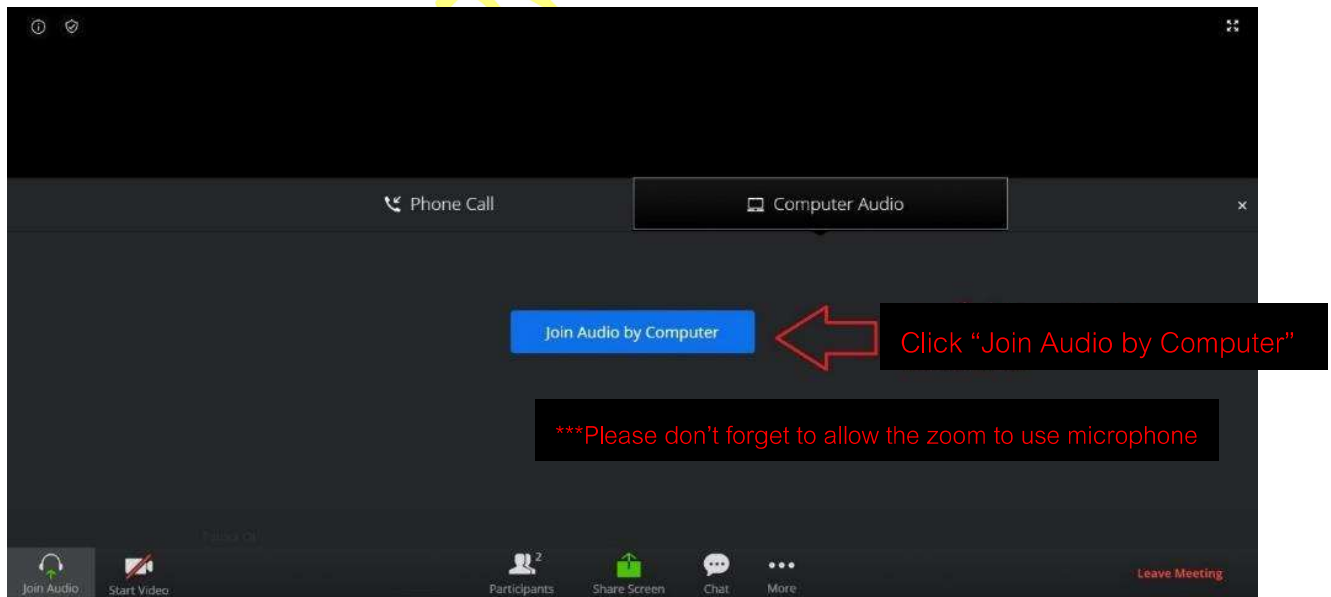 Phone Call
Computer Audio
Join Audio by Computer
Click “Join Audio by Computer”
***Please don’t forget to allow the zoom to use microphone
Join Audio
Start Video
Participants
2
Share Screen
Chat
More
Leave Meeting